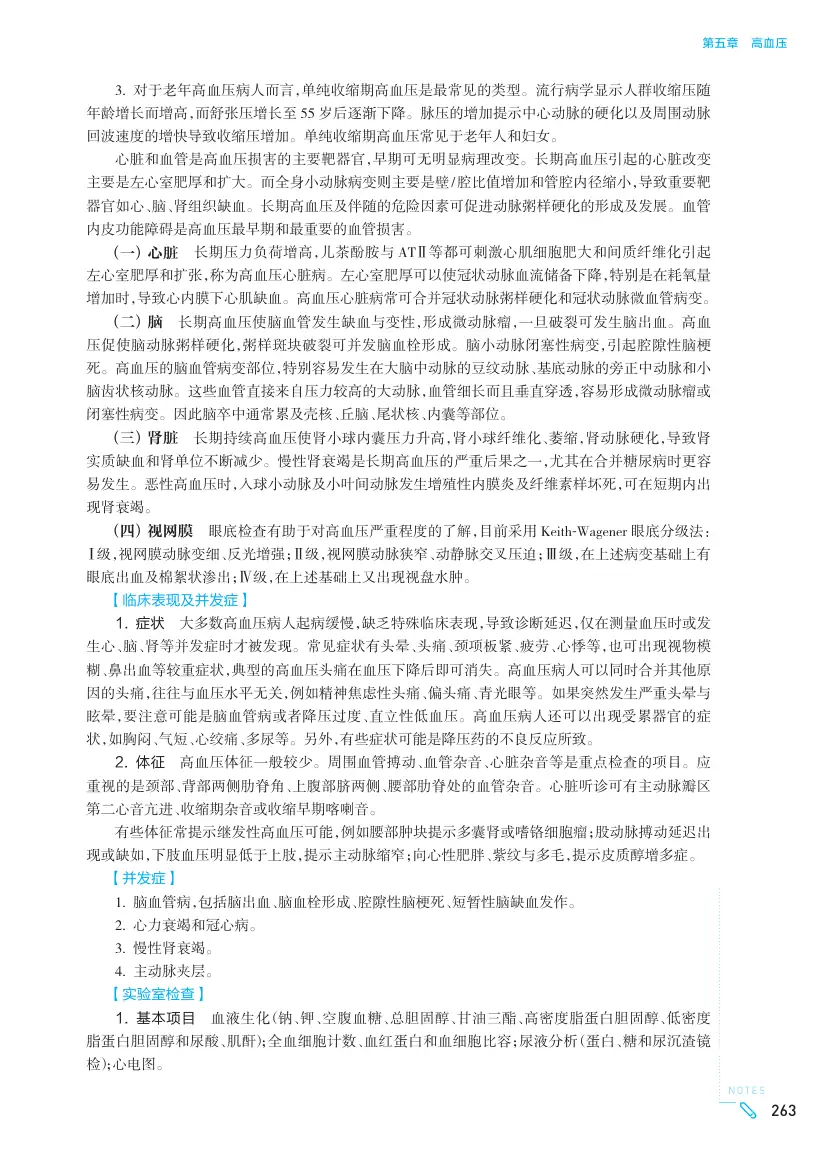 第五章 高血压
3. 对于老年高血压病人而言,单纯收缩期高血压是最常见的类型。流行病学显示人群收缩压随
年龄增长而增高,而舒张压增长至 55 岁后逐渐下降。脉压的增加提示中心动脉的硬化以及周围动脉
回波速度的增快导致收缩压增加。单纯收缩期高血压常见于老年人和妇女。
心脏和血管是高血压损害的主要靶器官,早期可无明显病理改变。长期高血压引起的心脏改变
主要是左心室肥厚和扩大。而全身小动脉病变则主要是壁/腔比值增加和管腔内径缩小,导致重要靶
器官如心、脑、肾组织缺血。长期高血压及伴随的危险因素可促进动脉粥样硬化的形成及发展。血管
内皮功能障碍是高血压最早期和最重要的血管损害。
(一) 心脏 长期压力负荷增高,儿茶酚胺与 ATⅡ等都可刺激心肌细胞肥大和间质纤维化引起
左心室肥厚和扩张,称为高血压心脏病。左心室肥厚可以使冠状动脉血流储备下降,特别是在耗氧量
增加时,导致心内膜下心肌缺血。高血压心脏病常可合并冠状动脉粥样硬化和冠状动脉微血管病变。
(二) 脑 长期高血压使脑血管发生缺血与变性,形成微动脉瘤,一旦破裂可发生脑出血。高血
压促使脑动脉粥样硬化,粥样斑块破裂可并发脑血栓形成。脑小动脉闭塞性病变,引起腔隙性脑梗
死。高血压的脑血管病变部位,特别容易发生在大脑中动脉的豆纹动脉、基底动脉的旁正中动脉和小
脑齿状核动脉。这些血管直接来自压力较高的大动脉,血管细长而且垂直穿透,容易形成微动脉瘤或
闭塞性病变。因此脑卒中通常累及壳核、丘脑、尾状核、内囊等部位。
(三) 肾脏 长期持续高血压使肾小球内囊压力升高,肾小球纤维化、萎缩,肾动脉硬化,导致肾
实质缺血和肾单位不断减少。慢性肾衰竭是长期高血压的严重后果之一,尤其在合并糖尿病时更容
易发生。恶性高血压时,入球小动脉及小叶间动脉发生增殖性内膜炎及纤维素样坏死,可在短期内出
现肾衰竭。
(四) 视网膜 眼底检查有助于对高血压严重程度的了解,目前采用 Keith-Wagener 眼底分级法:
Ⅰ级,视网膜动脉变细、反光增强;Ⅱ级,视网膜动脉狭窄、动静脉交叉压迫;Ⅲ级,在上述病变基础上有
眼底出血及棉絮状渗出;Ⅳ级,在上述基础上又出现视盘水肿。
【临床表现及并发症】
1. 症状 大多数高血压病人起病缓慢,缺乏特殊临床表现,导致诊断延迟,仅在测量血压时或发
生心、脑、肾等并发症时才被发现。常见症状有头晕、头痛、颈项板紧、疲劳、心悸等,也可出现视物模
糊、鼻出血等较重症状,典型的高血压头痛在血压下降后即可消失。高血压病人可以同时合并其他原
因的头痛,往往与血压水平无关,例如精神焦虑性头痛、偏头痛、青光眼等。如果突然发生严重头晕与
眩晕,要注意可能是脑血管病或者降压过度、直立性低血压。高血压病人还可以出现受累器官的症
状,如胸闷、气短、心绞痛、多尿等。另外,有些症状可能是降压药的不良反应所致。
2. 体征 高血压体征一般较少。周围血管搏动、血管杂音、心脏杂音等是重点检查的项目。应
重视的是颈部、背部两侧肋脊角、上腹部脐两侧、腰部肋脊处的血管杂音。心脏听诊可有主动脉瓣区
第二心音亢进、收缩期杂音或收缩早期喀喇音。
有些体征常提示继发性高血压可能,例如腰部肿块提示多囊肾或嗜铬细胞瘤;股动脉搏动延迟出
现或缺如,下肢血压明显低于上肢,提示主动脉缩窄;向心性肥胖、紫纹与多毛,提示皮质醇增多症。
【并发症】
1. 脑血管病,包括脑出血、脑血栓形成、腔隙性脑梗死、短暂性脑缺血发作。
2. 心力衰竭和冠心病。
3. 慢性肾衰竭。
4. 主动脉夹层。
【实验室检查】
1. 基本项目 血液生化(钠、钾、空腹血糖、总胆固醇、甘油三酯、高密度脂蛋白胆固醇、低密度
脂蛋白胆固醇和尿酸、肌酐);全血细胞计数、血红蛋白和血细胞比容;尿液分析(蛋白、糖和尿沉渣镜
检);心电图。
NOTES
263